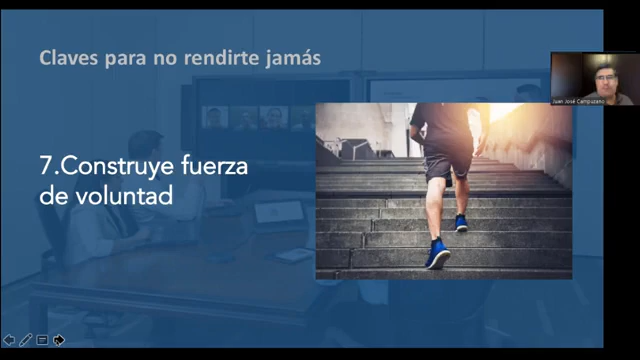 Claves para no rendirte jamás
Juan José Campuzano
7.Construye fuerza
de voluntad